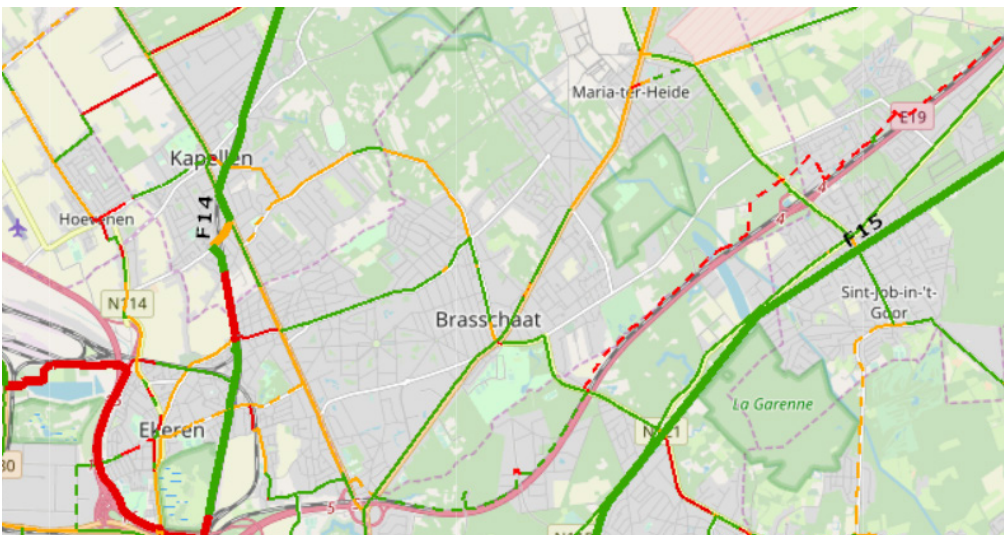 Maria-ter-Heide
E19
Kapellen
F14
4
4
Hoevenen
F15
N114
Sint-Job-in-'t-
Goor
Brasschaat
La Garenne
Ekeren
5